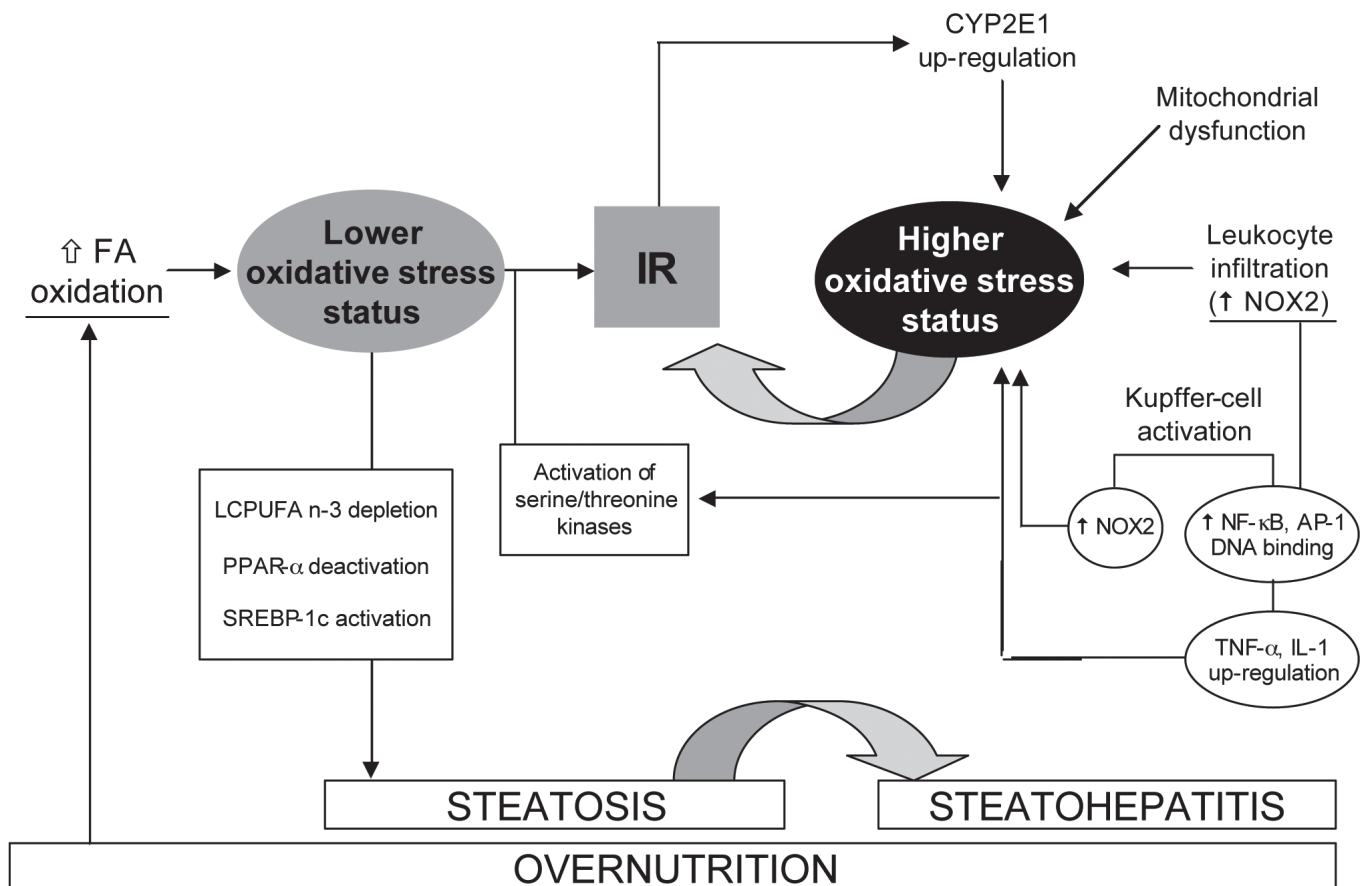 CYP2E1
up-regulation
Mitochondrial
dysfunction
⇧ FA
oxidation
Lower
oxidative stress
status
IR
Higher
oxidative stress
status
Leukocyte
infiltration
(↑ NOX2)
Kupffer-cell
activation
LCPUFA n-3 depletion
PPAR-α deactivation
SREBP-1c activation
Activation of
serine/threonine
kinases
↑ NOX2
↑ NF-κB, AP-1
DNA binding
TNF-α, IL-1
up-regulation
STEATOSIS
STEATOHEPATITIS
OVERNUTRITION